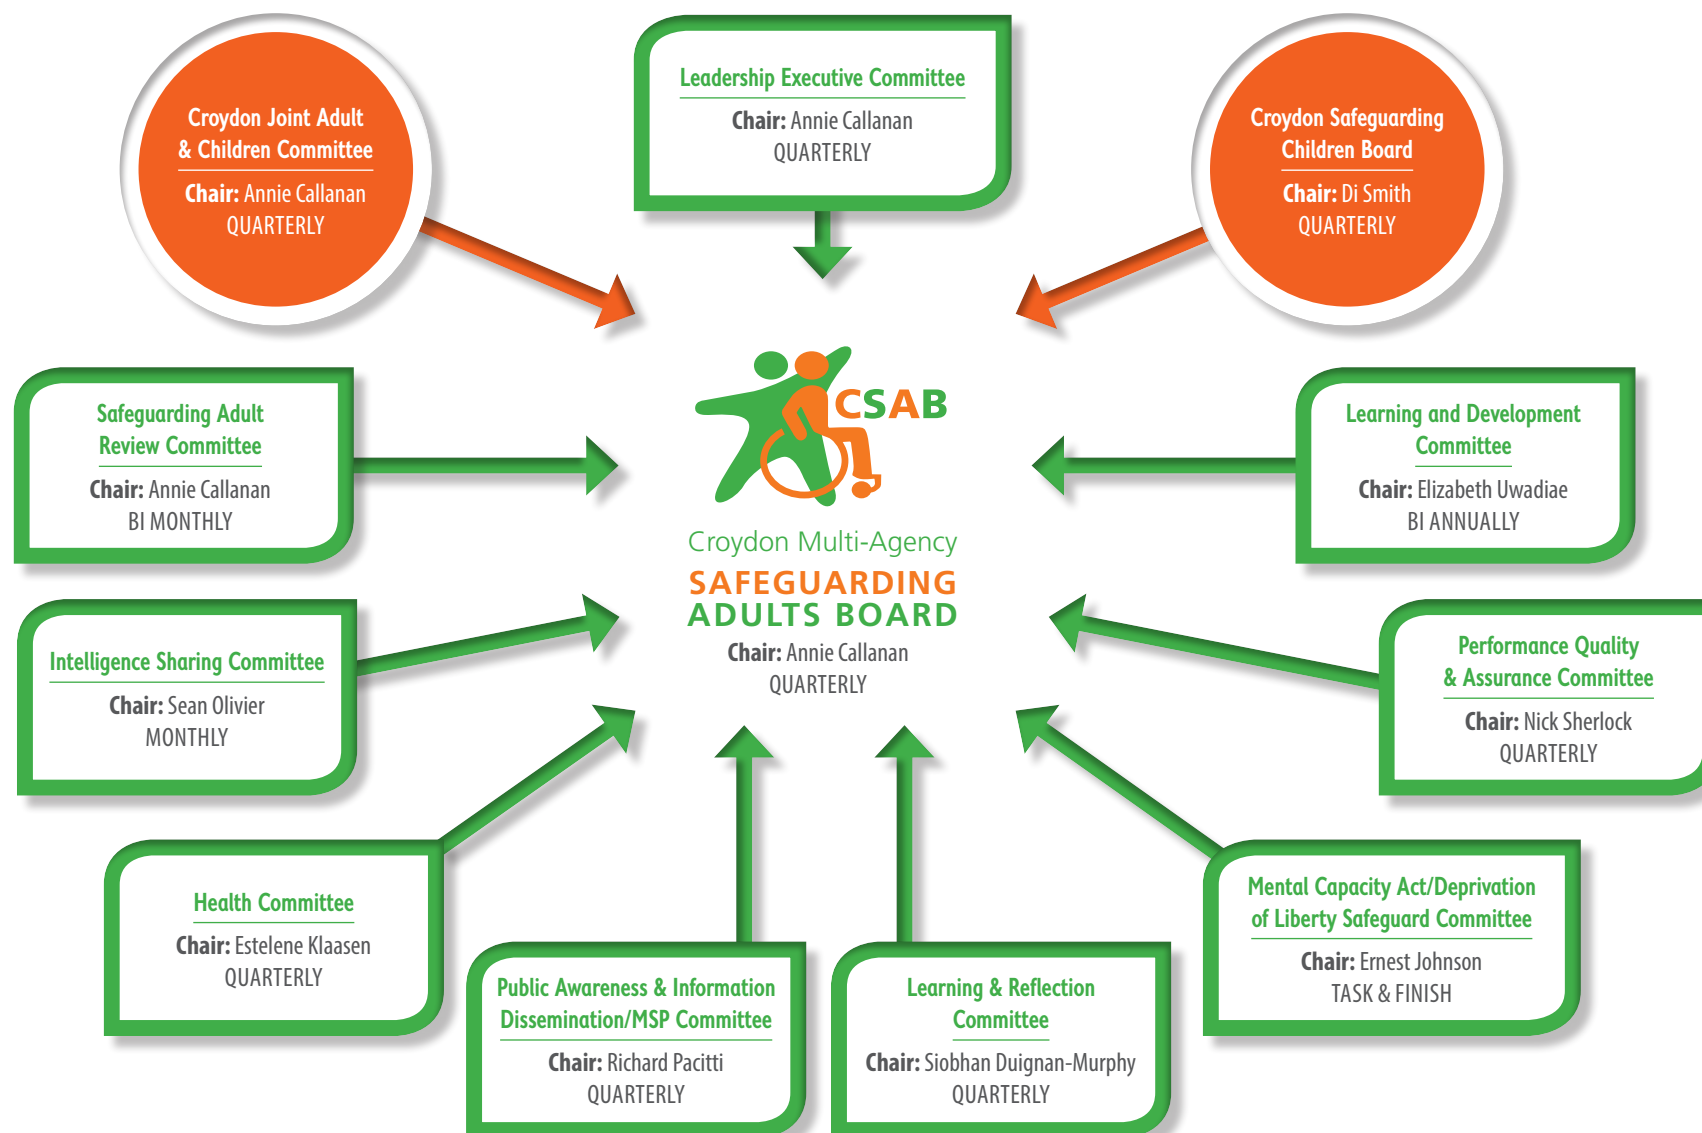 Croydon Joint Adult
& Children Committee
Chair: Annie Callanan
QUARTERLY
Leadership Executive Committee
Chair: Annie Callanan
QUARTERLY
Croydon Safeguarding
Children Board
Chair: Di Smith
QUARTERLY
Safeguarding Adult
Review Committee
Chair: Annie Callanan
BI MONTHLY
CSAB
Croydon Multi-Agency
SAFEGUARDING
ADULTS BOARD
Chair: Annie Callanan
QUARTERLY
Learning and Development
Committee
Chair: Elizabeth Uwadiae
BI ANNUALLY
Intelligence Sharing Committee
Chair: Sean Olivier
MONTHLY
Performance Quality
& Assurance Committee
Chair: Nick Sherlock
QUARTERLY
Health Committee
Chair: Estelene Klaasen
QUARTERLY
Public Awareness & Information
Dissemination/MSP Committee
Chair: Richard Pacitti
QUARTERLY
Learning & Reflection
Committee
Chair: Siobhan Duignan-Murphy
QUARTERLY
Mental Capacity Act/Deprivation
of Liberty Safeguard Committee
Chair: Ernest Johnson
TASK & FINISH